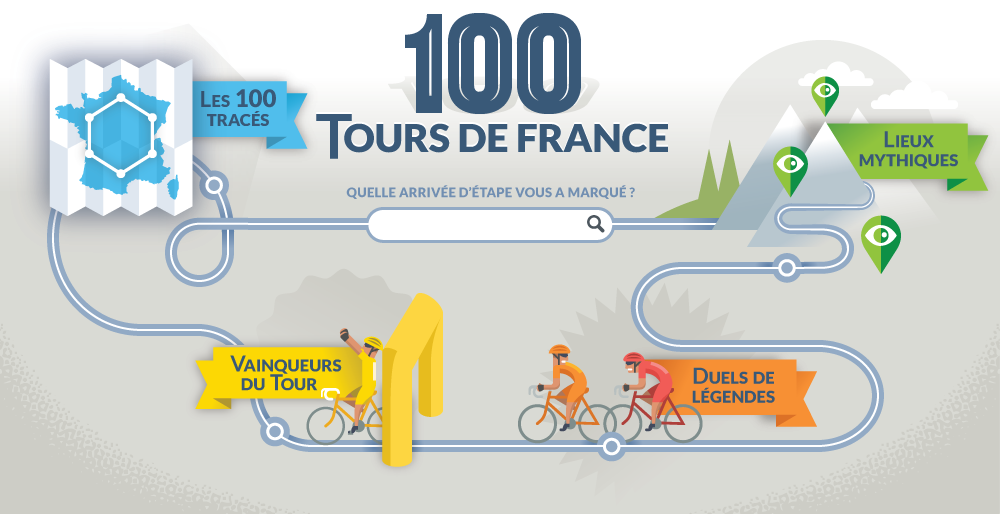 100
TOURS DE FRANCE
LES 100
TRACÉS
LIEUX
MYTHIQUES
QUELLE ARRIVÉE D'ÉTAPE VOUS A MARQUÉ ?
VAINQUEURS
DU TOUR
DUELS DE
LÉGENDES